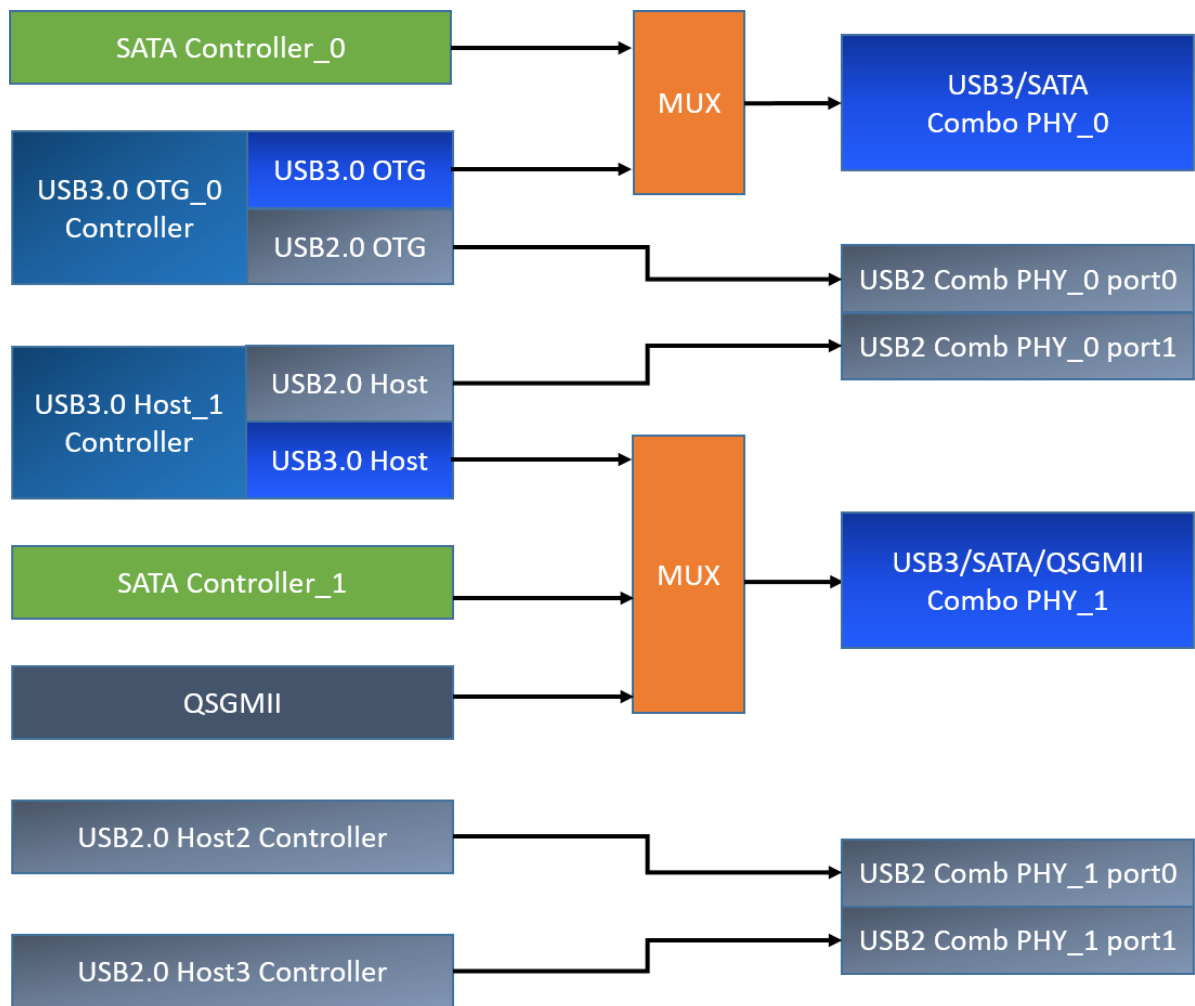 SATA Controller_0
MUX
USB3/SATA
Combo PHY_0
USB3.0 OTG_0
Controller
USB3.0 OTG
USB2.0 OTG
USB2 Comb PHY_0 port0
USB2 Comb PHY_0 port1
USB3.0 Host_1
Controller
USB2.0 Host
USB3.0 Host
SATA Controller_1
MUX
USB3/SATA/QSGMII
Combo PHY_1
QSGMII
USB2.0 Host2 Controller
USB2 Comb PHY_1 port0
USB2 Comb PHY_1 port1
USB2.0 Host3 Controller